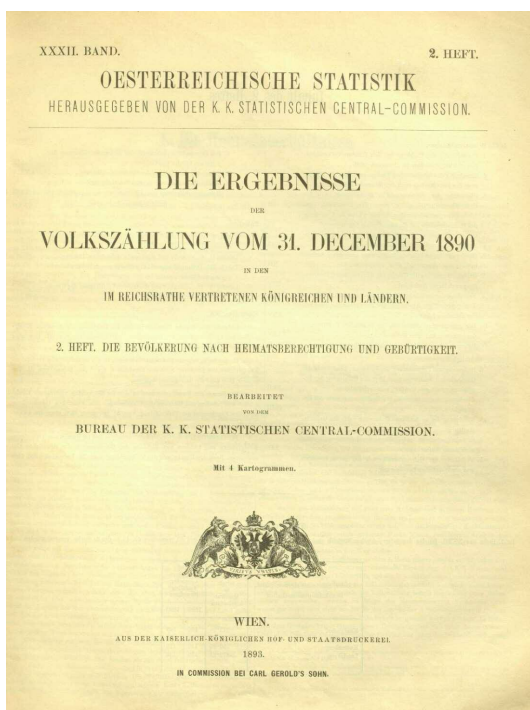 XXXII. BAND. 2. HEFT.
OESTERREICHISCHE STATISTIK
HERAUSGEGEBEN VON DER K. K. STATISTISCHEN CENTRAL-COMMISSION.
DIE ERGEBNISSE
DER
VOLKSZÄHLUNG VOM 31. DECEMBER 1890
IN DEN
IM REICHSRATHE VERTRETENEN KÖNIGREICHEN UND LÄNDERN.
2. HEFT. DIE BEVÖLKERUNG NACH HEIMATSBERECHTIGUNG UND GEBÜRTIGKEIT.
BEARBEITET
VON DEM
BUREAU DER K. K. STATISTISCHEN CENTRAL-COMMISSION.
Mit 4 Kartogrammen.
WIEN.
AUS DER KAISERLICH-KÖNIGLICHEN HOF- UND STAATSDRUCKEREI.
1893.
IN COMMISSION BEI CARL GEROLD'S SOHN.